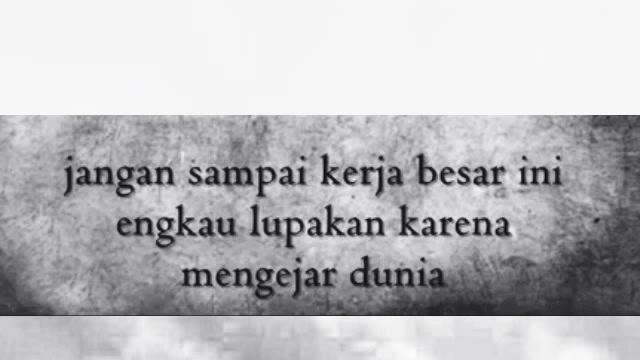 jangan sampai kerja besar ini
engkau lupakan karena
mengejar dunia